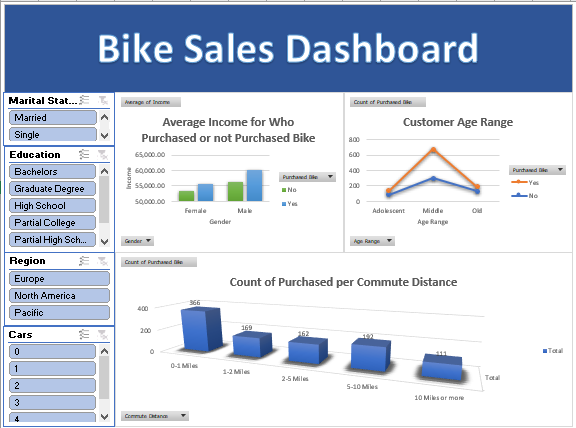 Bike Sales Dashboard
Marital Stat...
Married
Single
Education
Bachelors
Graduate Degree
High School
Partial College
Partial High Sch...
Region
Europe
North America
Pacific
Cars
0
1
2
3
4
Average of Income
Average Income for Who
Purchased or not Purchased Bike
65,000.00
60,000.00
55,000.00
50,000.00
Income
Female
Male
Gender
Purchased Bike
No
Yes
Gender
Count of Purchased Bike
Customer Age Range
800
600
400
200
0
Adolescent
Middle
Old
Age Range
Purchased Bike
Yes
No
Age Range
Count of Purchased Bike
Count of Purchased per Commute Distance
400
200
0
366
169
162
192
111
0-1 Miles
1-2 Miles
2-5 Miles
5-10 Miles
10 Miles or more
Total
Total
Commute Distance